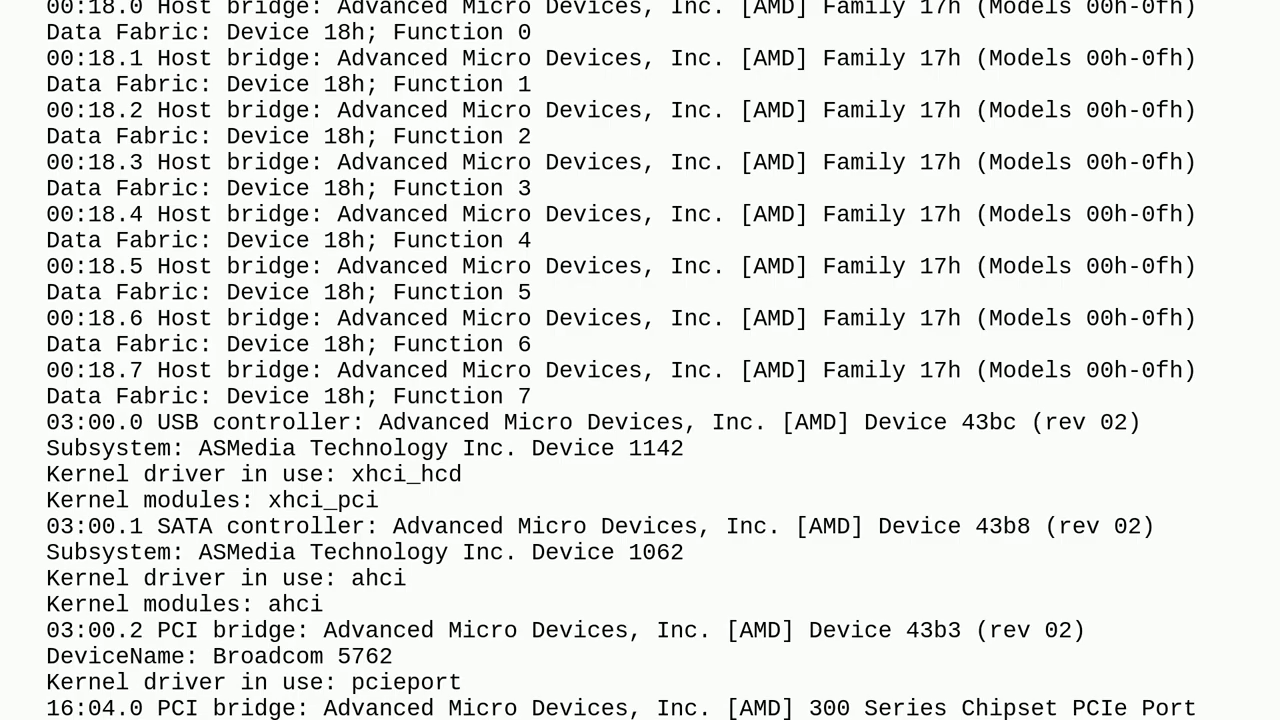 00:18.0 Host bridge: Advanced Micro Devices, Inc. [AMD] Family 17h (Models 00h-0fh)
Data Fabric: Device 18h; Function 0
00:18.1 Host bridge: Advanced Micro Devices, Inc. [AMD] Family 17h (Models 00h-0fh)
Data Fabric: Device 18h; Function 1
00:18.2 Host bridge: Advanced Micro Devices, Inc. [AMD] Family 17h (Models 00h-0fh)
Data Fabric: Device 18h; Function 2
00:18.3 Host bridge: Advanced Micro Devices, Inc. [AMD] Family 17h (Models 00h-0fh)
Data Fabric: Device 18h; Function 3
00:18.4 Host bridge: Advanced Micro Devices, Inc. [AMD] Family 17h (Models 00h-0fh)
Data Fabric: Device 18h; Function 4
00:18.5 Host bridge: Advanced Micro Devices, Inc. [AMD] Family 17h (Models 00h-0fh)
Data Fabric: Device 18h; Function 5
00:18.6 Host bridge: Advanced Micro Devices, Inc. [AMD] Family 17h (Models 00h-0fh)
Data Fabric: Device 18h; Function 6
00:18.7 Host bridge: Advanced Micro Devices, Inc. [AMD] Family 17h (Models 00h-0fh)
Data Fabric: Device 18h; Function 7
03:00.0 USB controller: Advanced Micro Devices, Inc. [AMD] Device 43bc (rev 02)
Subsystem: ASMedia Technology Inc. Device 1142
Kernel driver in use: xhci_hcd
Kernel modules: xhci_pci
03:00.1 SATA controller: Advanced Micro Devices, Inc. [AMD] Device 43b8 (rev 02)
Subsystem: ASMedia Technology Inc. Device 1062
Kernel driver in use: ahci
Kernel modules: ahci
03:00.2 PCI bridge: Advanced Micro Devices, Inc. [AMD] Device 43b3 (rev 02)
DeviceName: Broadcom 5762
Kernel driver in use: pcieport
16:04.0 PCI bridge: Advanced Micro Devices, Inc. [AMD] 300 Series Chipset PCIe Port